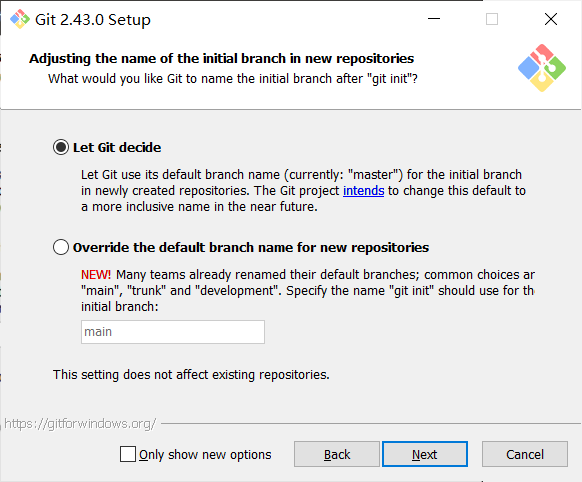 Git 2.43.0 Setup
Adjusting the name of the initial branch in new repositories
What would you like Git to name the initial branch after "git init"?
Let Git decide
Let Git use its default branch name (currently: "master") for the initial branch
in newly created repositories. The Git project intends to change this default to
a more inclusive name in the near future.
Override the default branch name for new repositories
NEW! Many teams already renamed their default branches; common choices ar
"main", "trunk" and "development". Specify the name "git init" should use for the
initial branch:
main
This setting does not affect existing repositories.
https://gitforwindows.org/
Only show new options
Back
Next
Cancel